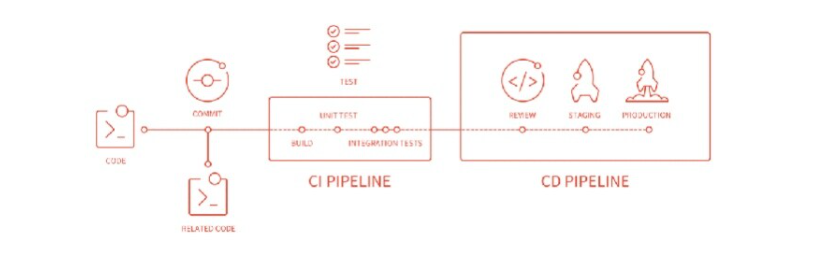 TEST
COMMIT
UNIT TEST
REVIEW
STAGING
PRODUCTION
BUILD
INTEGRATION TESTS
CODE
CI PIPELINE
CD PIPELINE
RELATED CODE